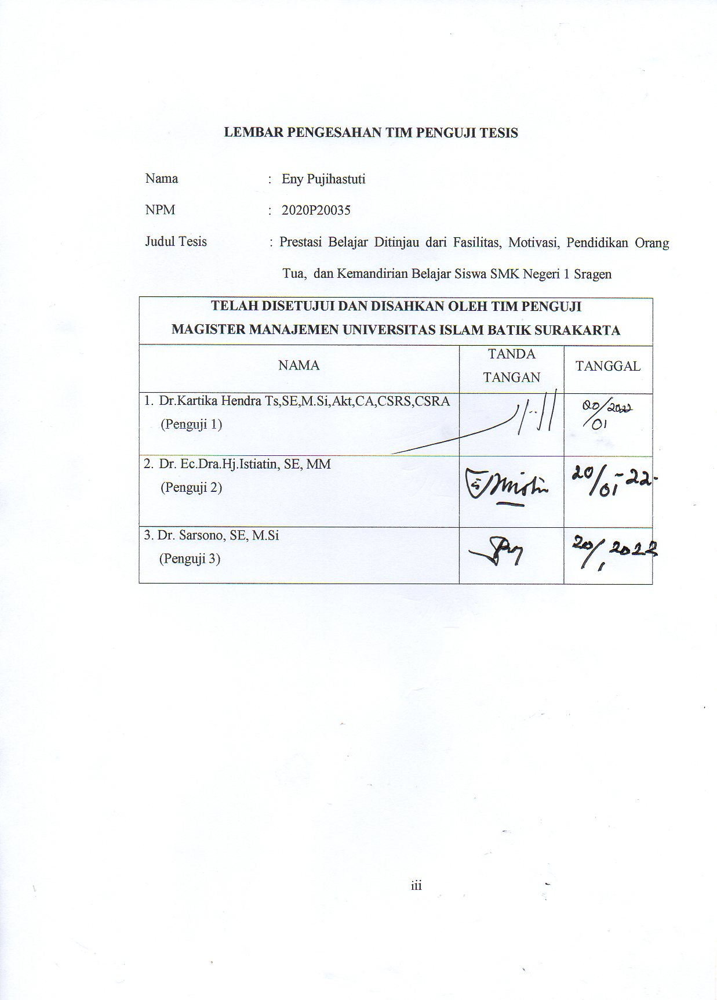 LEMBAR PENGESAHAN TIM PENGUJI TESIS
Nama : Eny Pujihastuti
NPM : 2020P20035
Judul Tesis : Prestasi Belajar Ditinjau dari Fasilitas, Motivasi, Pendidikan Orang
Tua, dan Kemandirian Belajar Siswa SMK Negeri 1 Sragen
TELAH DISETUJUI DAN DISAHKAN OLEH TIM PENGUJI
MAGISTER MANAJEMEN UNIVERSITAS ISLAM BATIK SURAKARTA
NAMA
TANDA
TANGAN
TANGGAL
1. Dr.Kartika Hendra Ts,SE,M.Si,Akt,CA,CSRS,CSRA
(Penguji 1)
20/2022
/01
2. Dr. Ec.Dra.Hj.Istiatin, SE, MM
(Penguji 2)
20/01-22-
3. Dr. Sarsono, SE, M.Si
(Penguji 3)
20/1 2022
iii